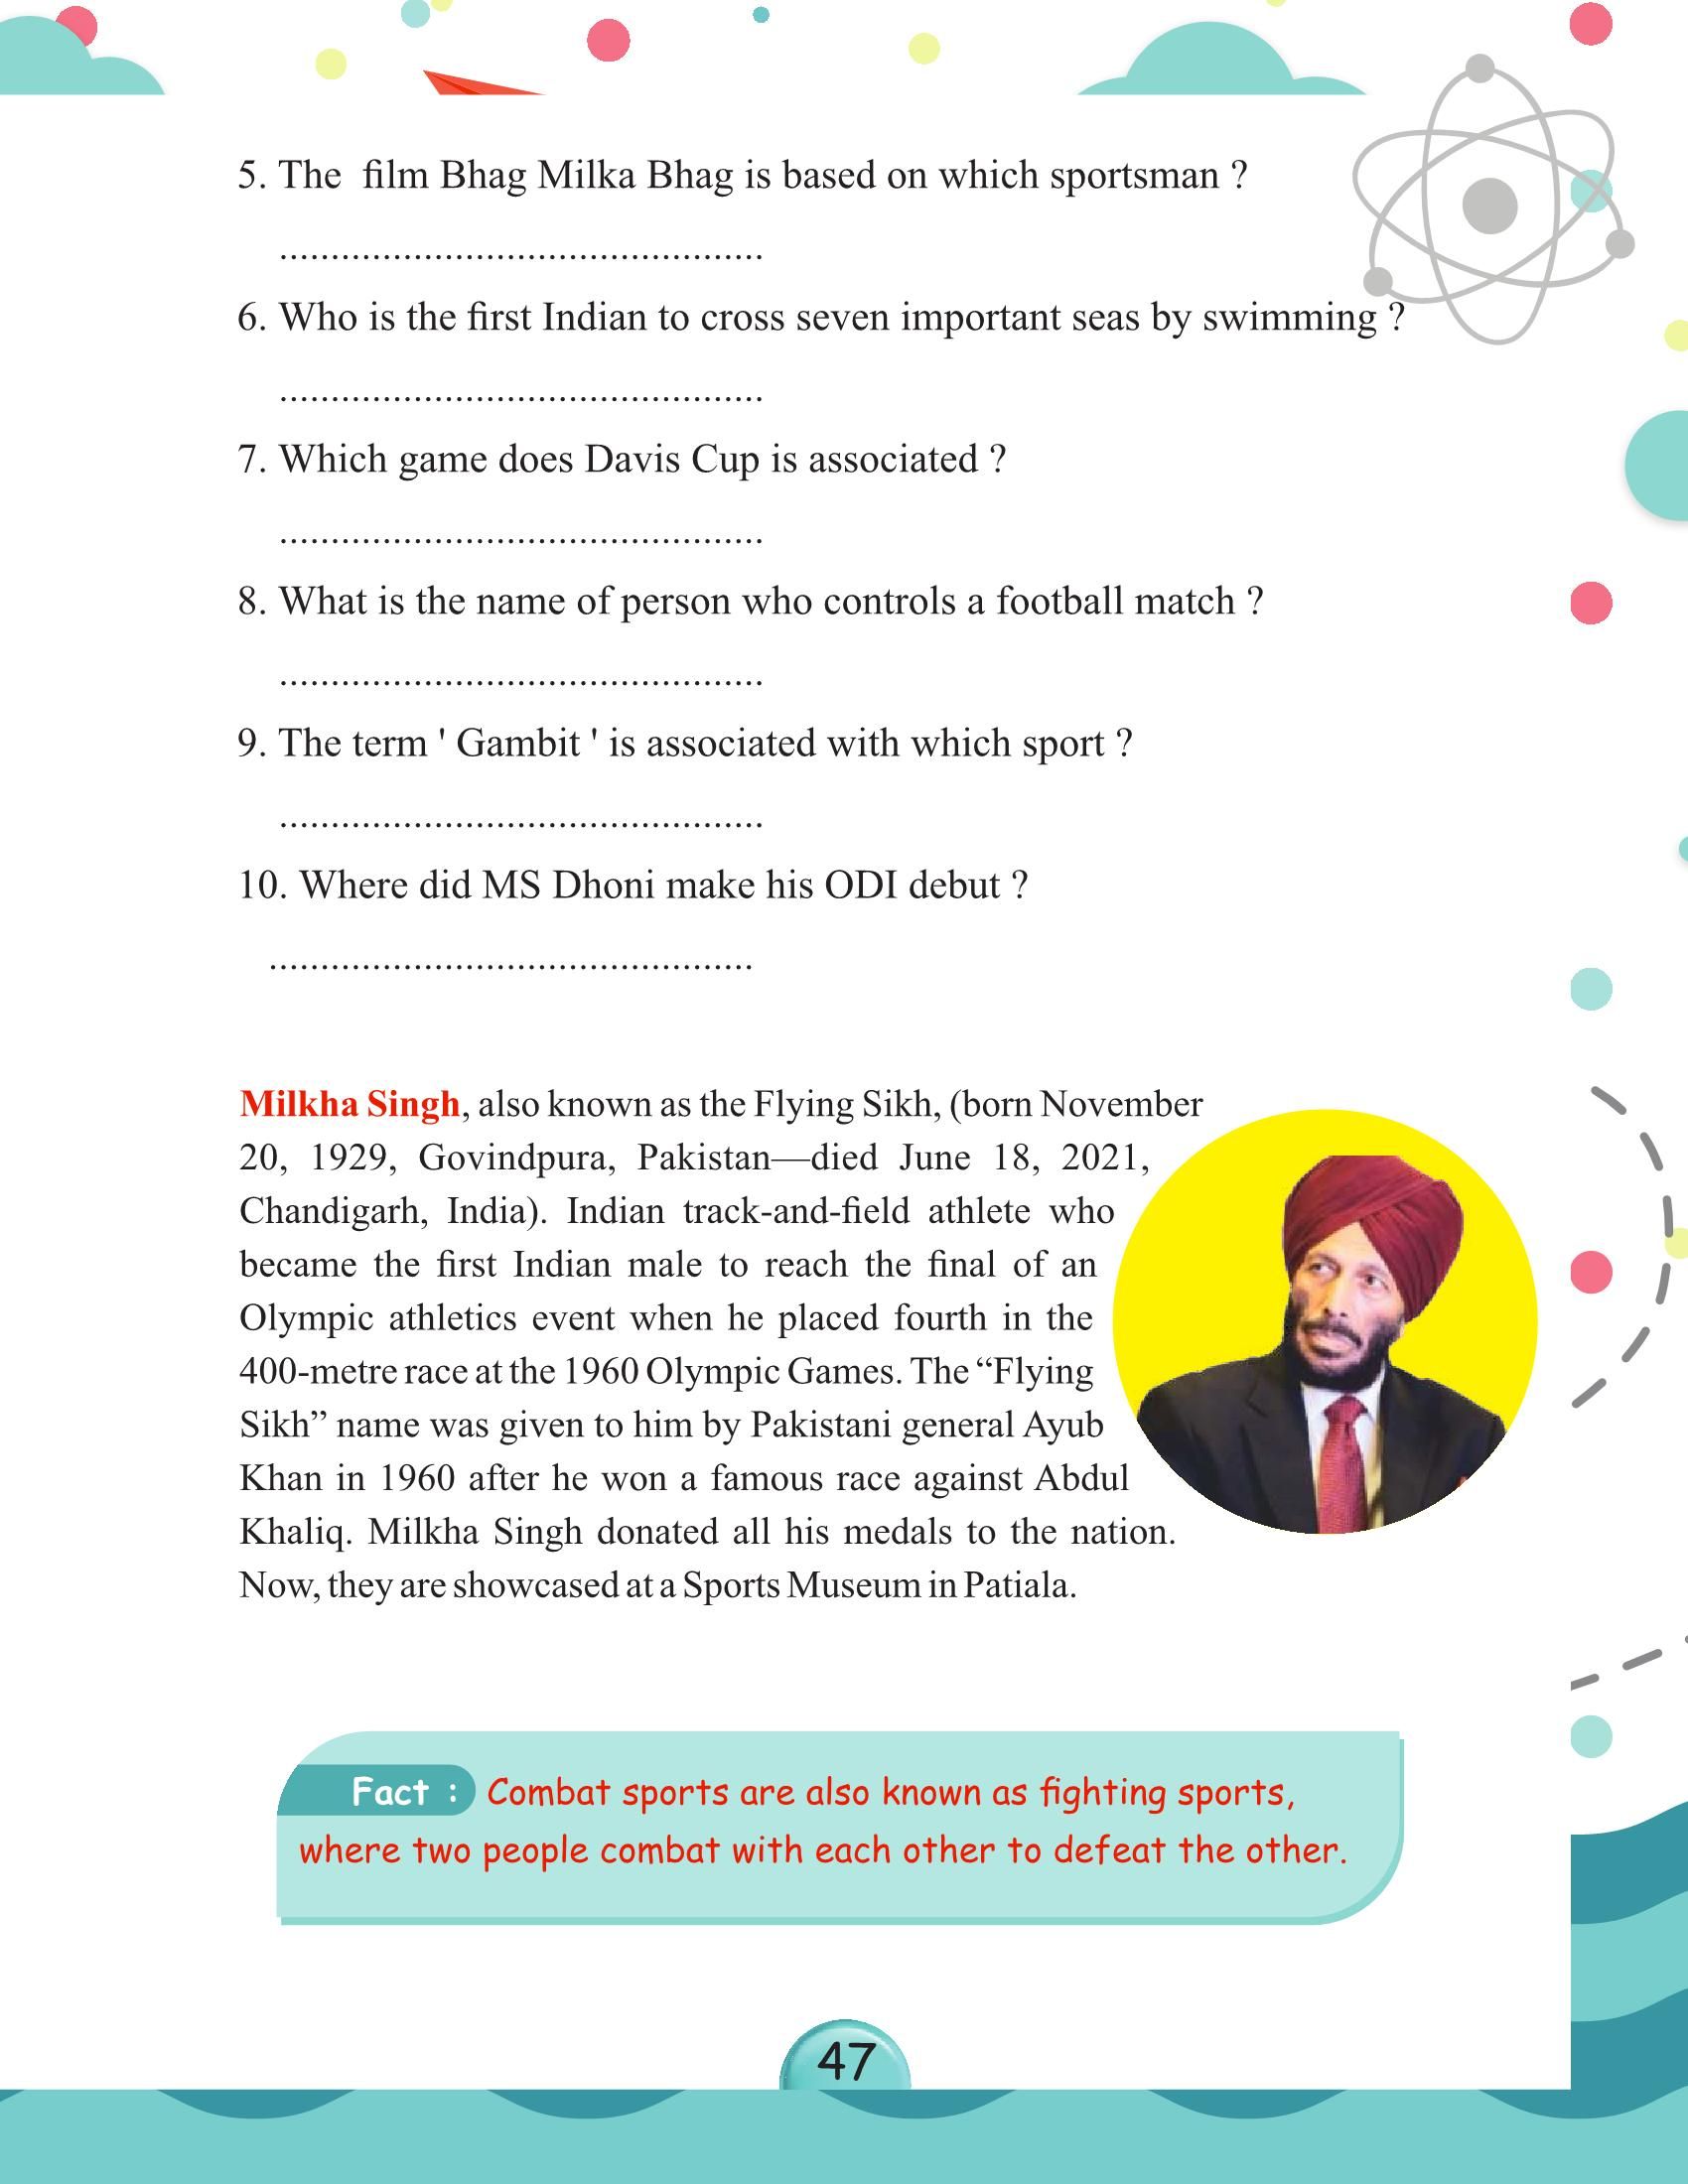 5. The film Bhag Milka Bhag is based on which sportsman ?
...............................................
6. Who is the first Indian to cross seven important seas by swimming ?
...............................................
7. Which game does Davis Cup is associated ?
...............................................
8. What is the name of person who controls a football match ?
...............................................
9. The term ' Gambit ' is associated with which sport ?
...............................................
10. Where did MS Dhoni make his ODI debut ?
...............................................
Milkha Singh, also known as the Flying Sikh, (born November
20, 1929, Govindpura, Pakistan—died June 18, 2021,
Chandigarh, India). Indian track-and-field athlete who
became the first Indian male to reach the final of an
Olympic athletics event when he placed fourth in the
400-metre race at the 1960 Olympic Games. The “Flying
Sikh” name was given to him by Pakistani general Ayub
Khan in 1960 after he won a famous race against Abdul
Khaliq. Milkha Singh donated all his medals to the nation.
Now, they are showcased at a Sports Museum in Patiala.
Fact : Combat sports are also known as fighting sports,
where two people combat with each other to defeat the other.
47